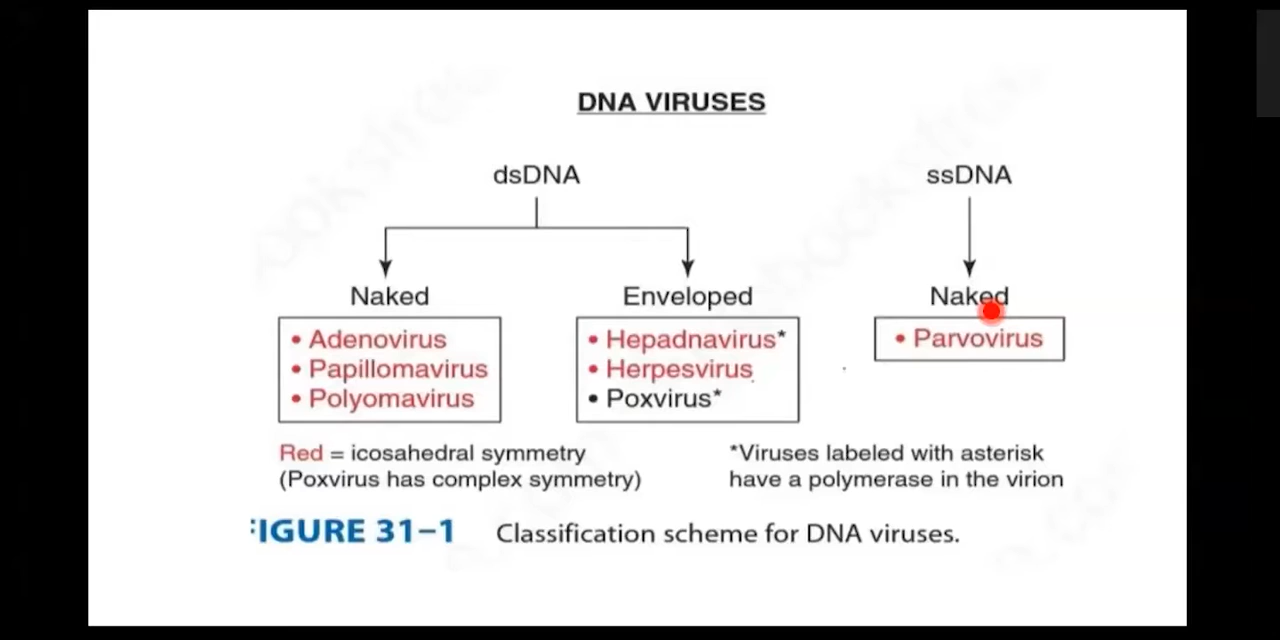 DNA VIRUSES
dsDNA
ssDNA
Naked
Enveloped
Naked
• Adenovirus
• Papillomavirus
• Polyomavirus
• Hepadnavirus*
• Herpesvirus
• Poxvirus*
• Parvovirus
Red = icosahedral symmetry
(Poxvirus has complex symmetry)
*Viruses labeled with asterisk
have a polymerase in the virion
FIGURE 31–1 Classification scheme for DNA viruses.